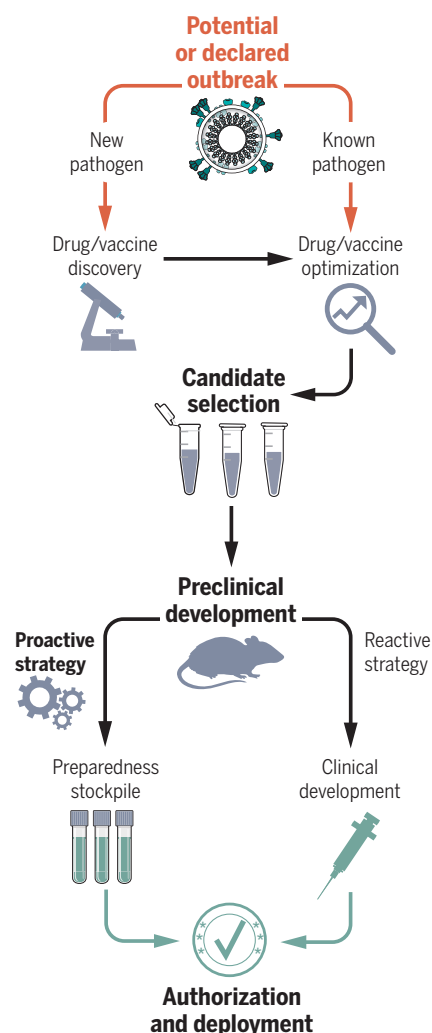 Potential
or declared
outbreak
New
pathogen
Known
pathogen
Drug/vaccine
discovery
Drug/vaccine
optimization
Candidate
selection
Preclinical
development
Proactive
strategy
Reactive
strategy
Preparedness
stockpile
Clinical
development
Authorization
and deployment